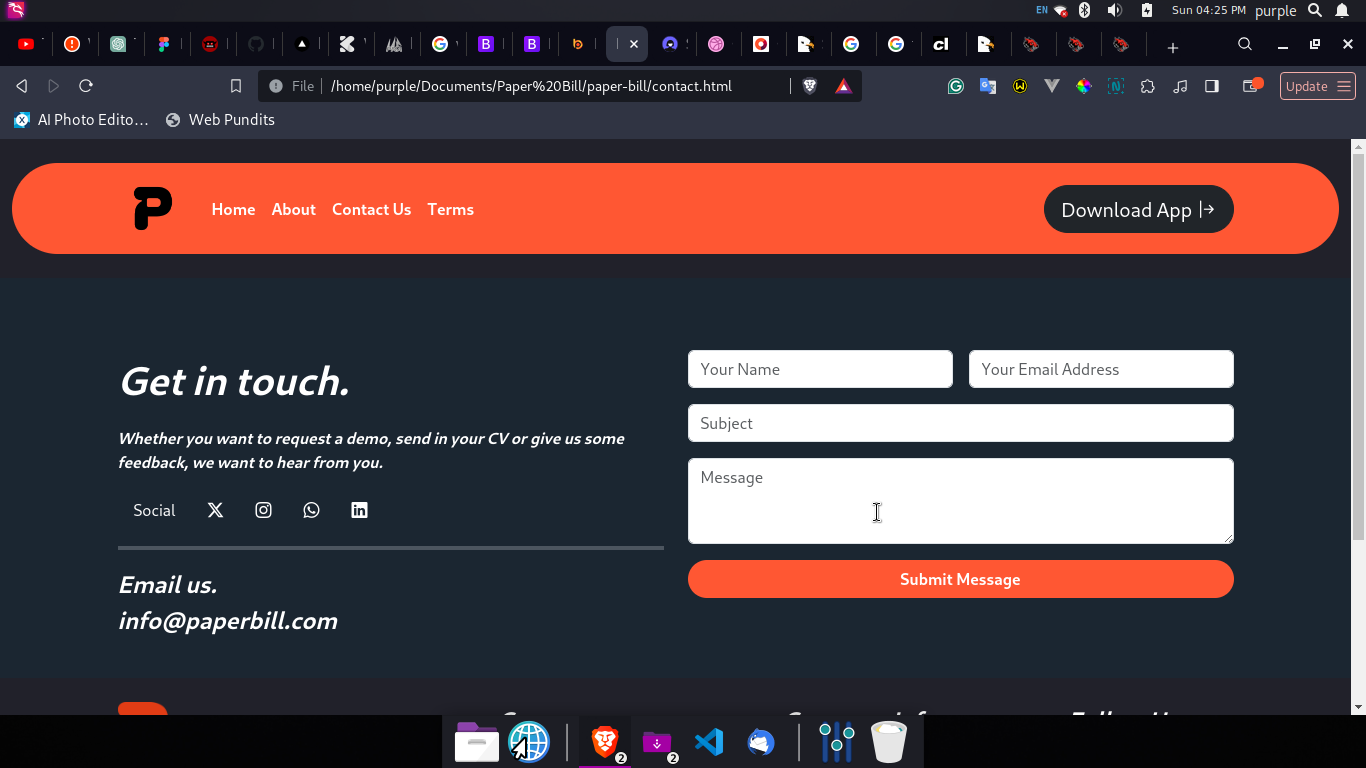 EN
Sun 04:25 PM
purple
File
/home/purple/Documents/Paper%20Bill/paper-bill/contact.html
Update
AI Photo Edito...
Web Pundits
Home
About
Contact Us
Terms
Download App
Get in touch.
Whether you want to request a demo, send in your CV or give us some
feedback, we want to hear from you.
Social
Email us.
info@paperbill.com
Your Name
Your Email Address
Subject
Message
Submit Message
2
2